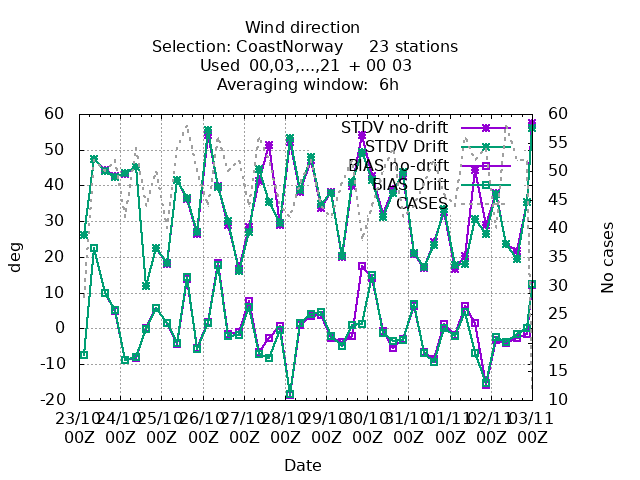 Wind direction
Selection: CoastNorway 23 stations
Used 00,03,...,21 + 00 03
Averaging window: 6h
60
50
40
30
20
10
0
-10
-20
deg
60
55
50
45
40
35
30
25
20
15
10
No cases
STDV no-drift
STDV Drift
BIAS no-drift
BIAS Drift
CASES
23/10 24/10 25/10 26/10 27/10 28/10 29/10 30/10 31/10 01/11 02/11 03/11
00Z 00Z 00Z 00Z 00Z 00Z 00Z 00Z 00Z 00Z 00Z 00Z
Date